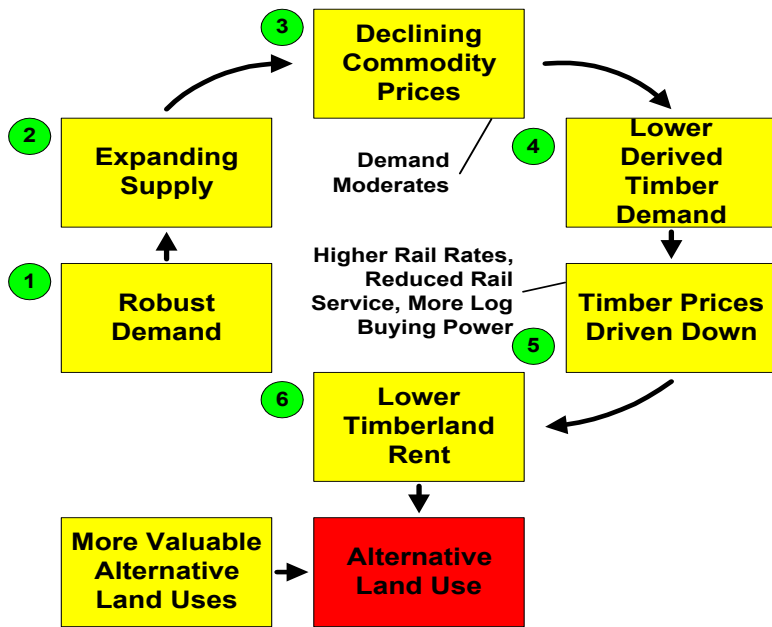 3
Declining
Commodity
Prices
2
Expanding
Supply
Demand
Moderates
4
Lower
Derived
Timber
Demand
1
Robust
Demand
Higher Rail Rates,
Reduced Rail
Service, More Log
Buying Power
Timber Prices
Driven Down
5
6
Lower
Timberland
Rent
More Valuable
Alternative
Land Uses
Alternative
Land Use